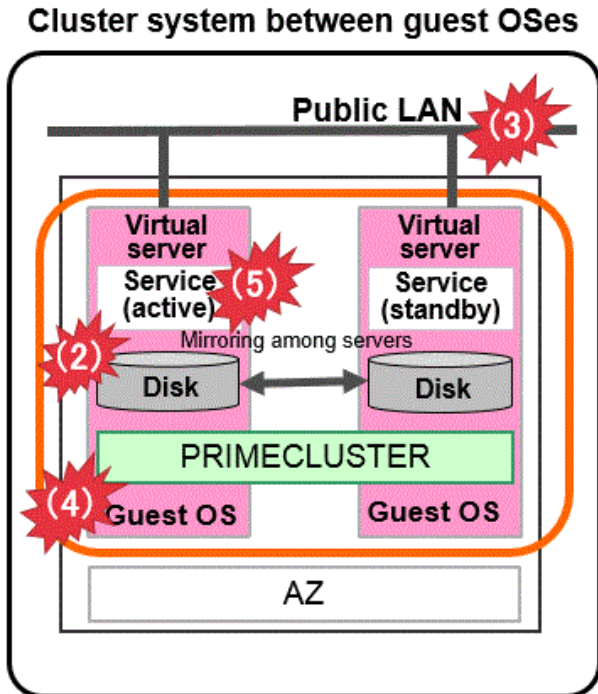 Cluster system between guest OSes
Public LAN
(3)
Virtual server
Virtual server
Service (active)
(5)
Service (standby)
Mirroring among servers
(2)
Disk
Disk
PRIMECLUSTER
(4)
Guest OS
Guest OS
AZ